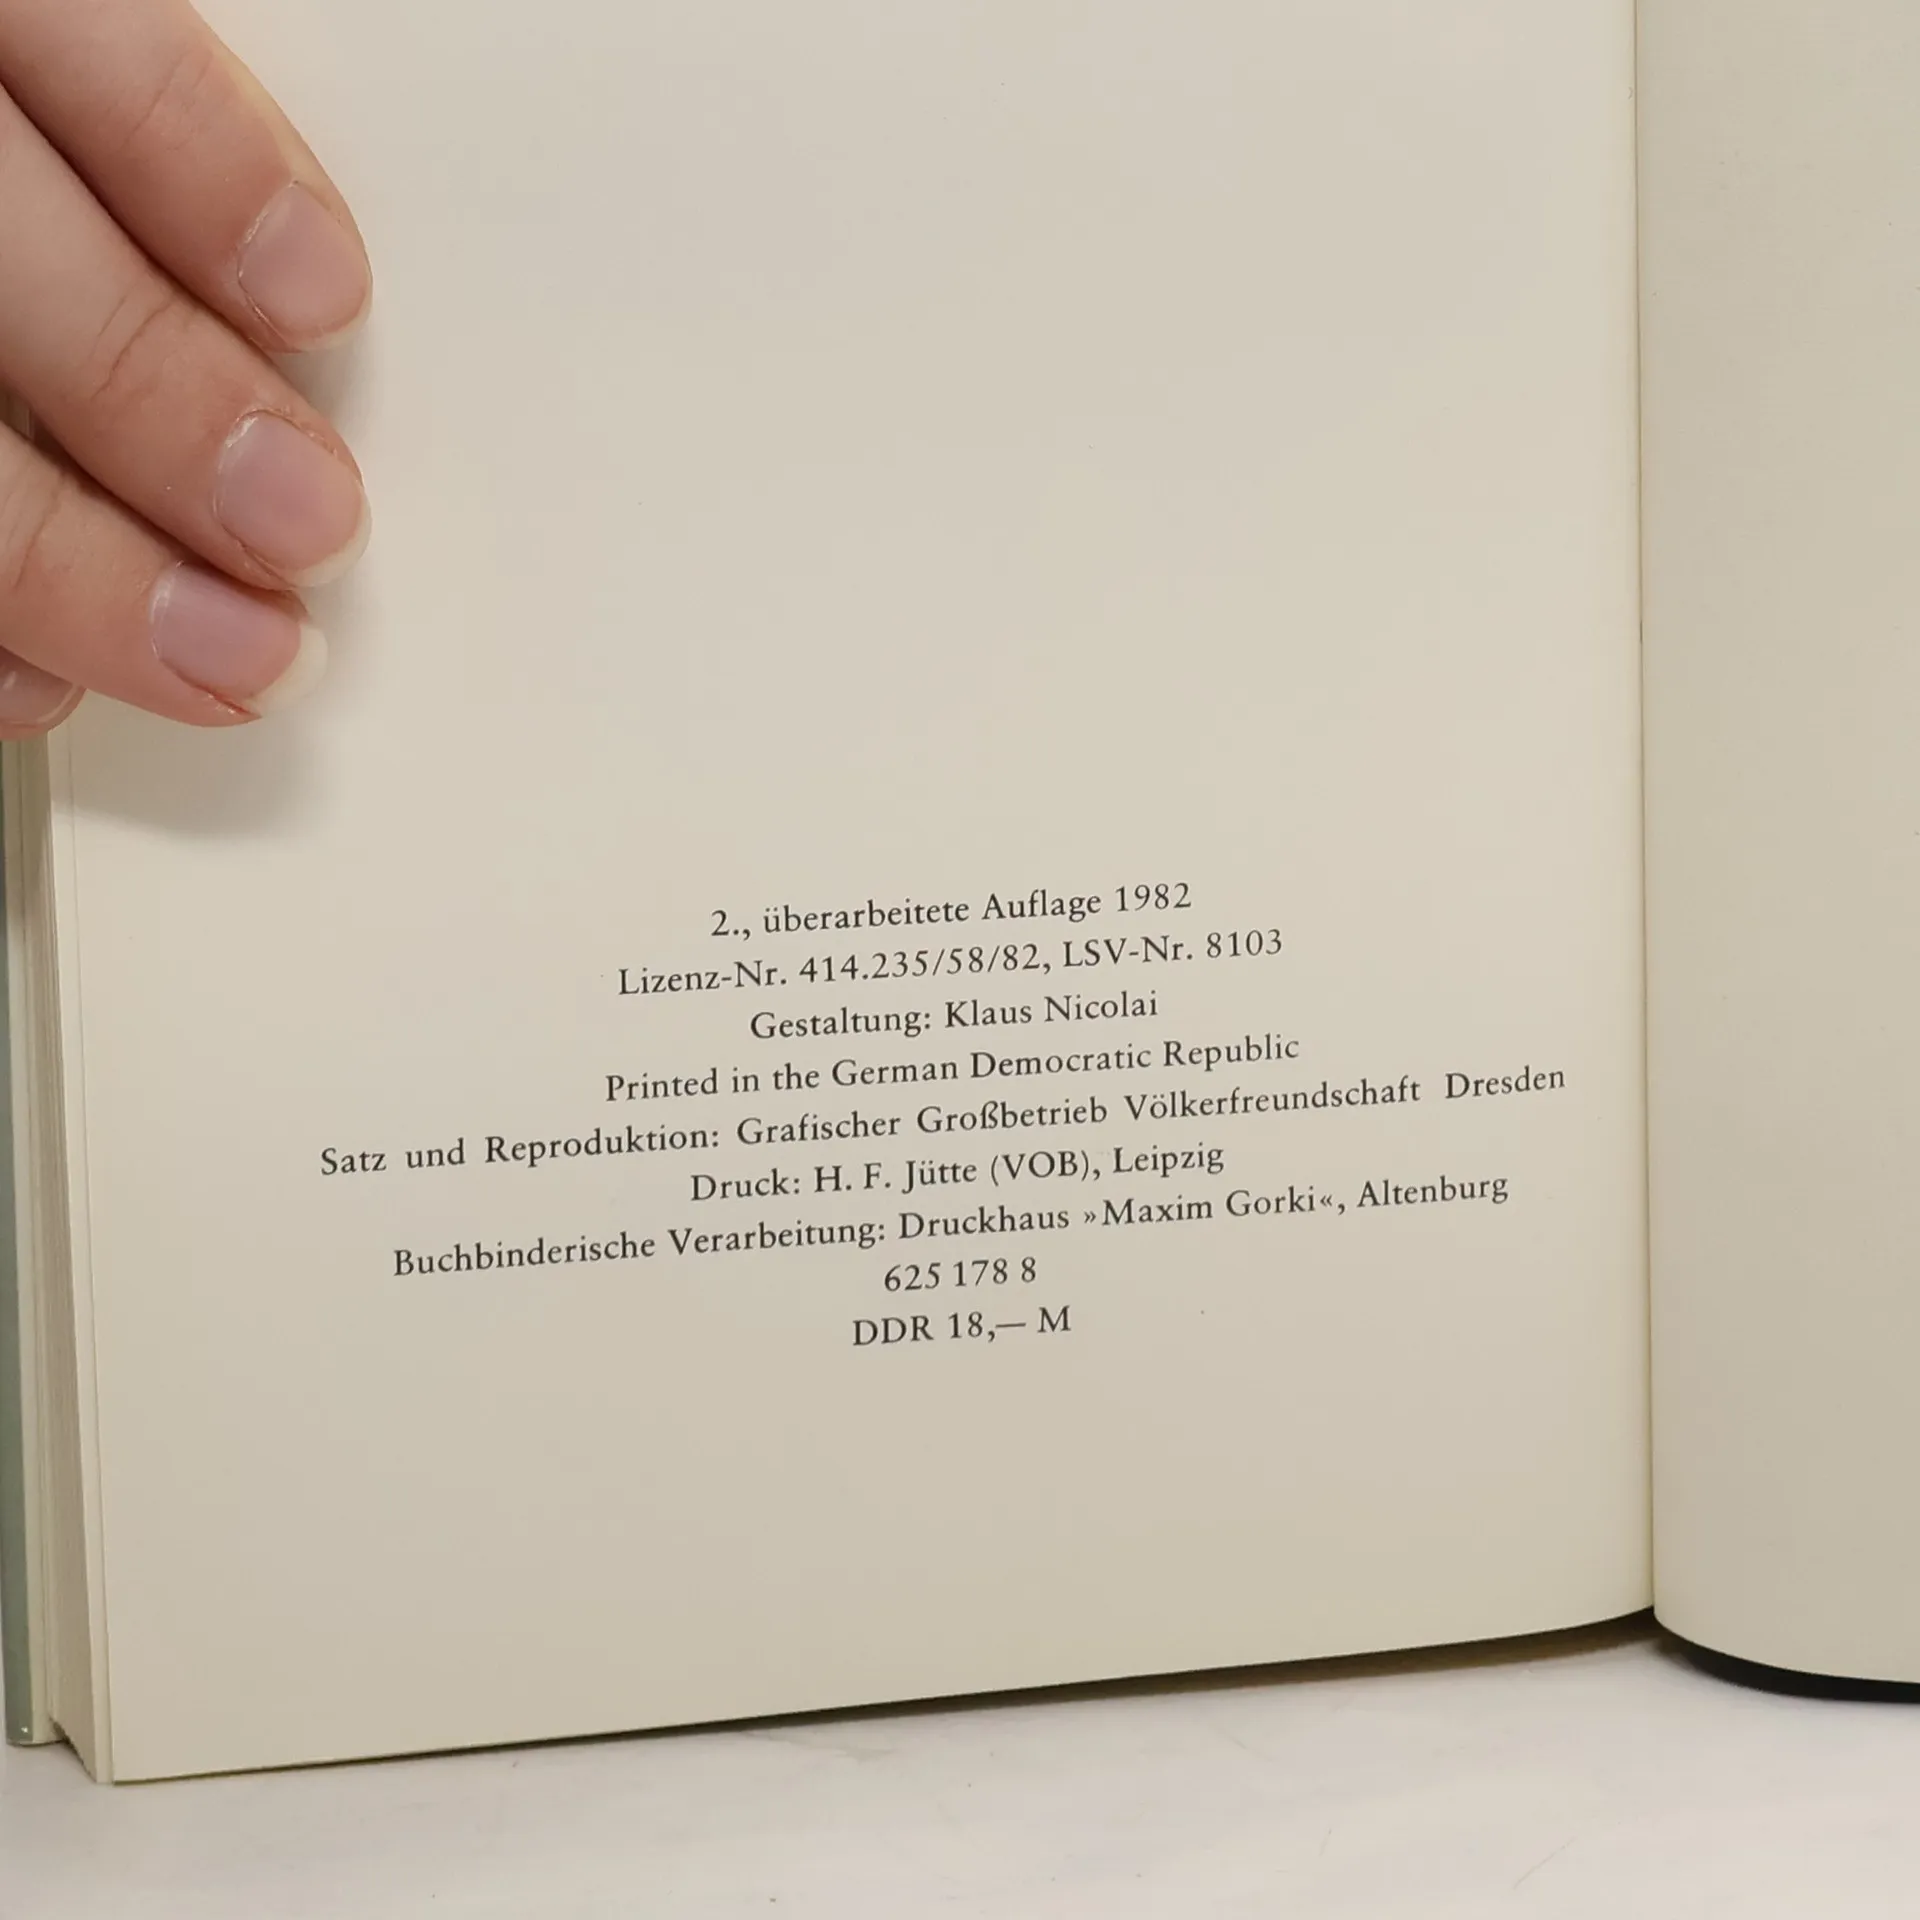 2., überarbeitete Auflage 1982
Lizenz-Nr. 414.235/58/82, LSV-Nr. 8103
Gestaltung: Klaus Nicolai
Printed in the German Democratic Republic
Satz und Reproduktion: Grafischer Großbetrieb Völkerfreundschaft Dresden
Druck: H. F. Jütte (VOB), Leipzig
Buchbinderische Verarbeitung: Druckhaus »Maxim Gorki«, Altenburg
625 178 8
DDR 18,— M